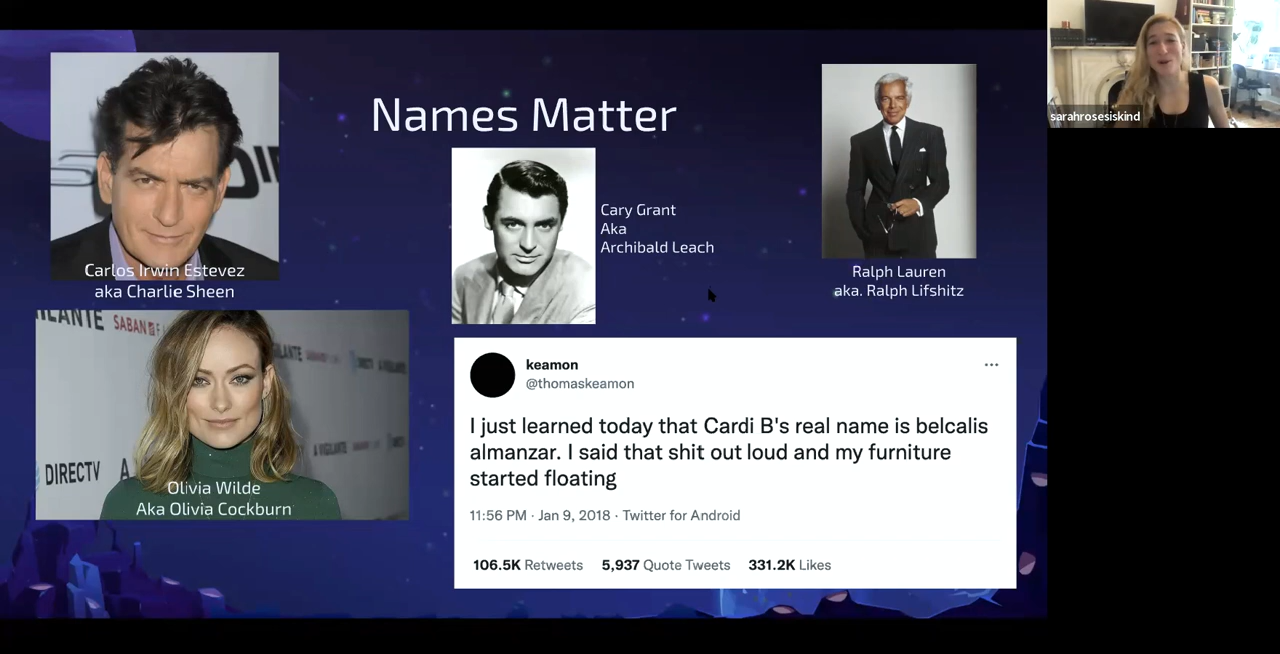 Names Matter
Carlos Irwin Estevez
aka Charlie Sheen
Cary Grant
Aka
Archibald Leach
Ralph Lauren
aka. Ralph Lifshitz
sarahrosesiskind
SABAN
DIRECTV
A VIGILANTE
Olivia Wilde
Aka Olivia Cockburn
keamon
@thomaskeamon
I just learned today that Cardi B's real name is belcalis
almanzar. I said that shit out loud and my furniture
started floating
11:56 PM · Jan 9, 2018 · Twitter for Android
106.5K Retweets 5,937 Quote Tweets 331.2K Likes